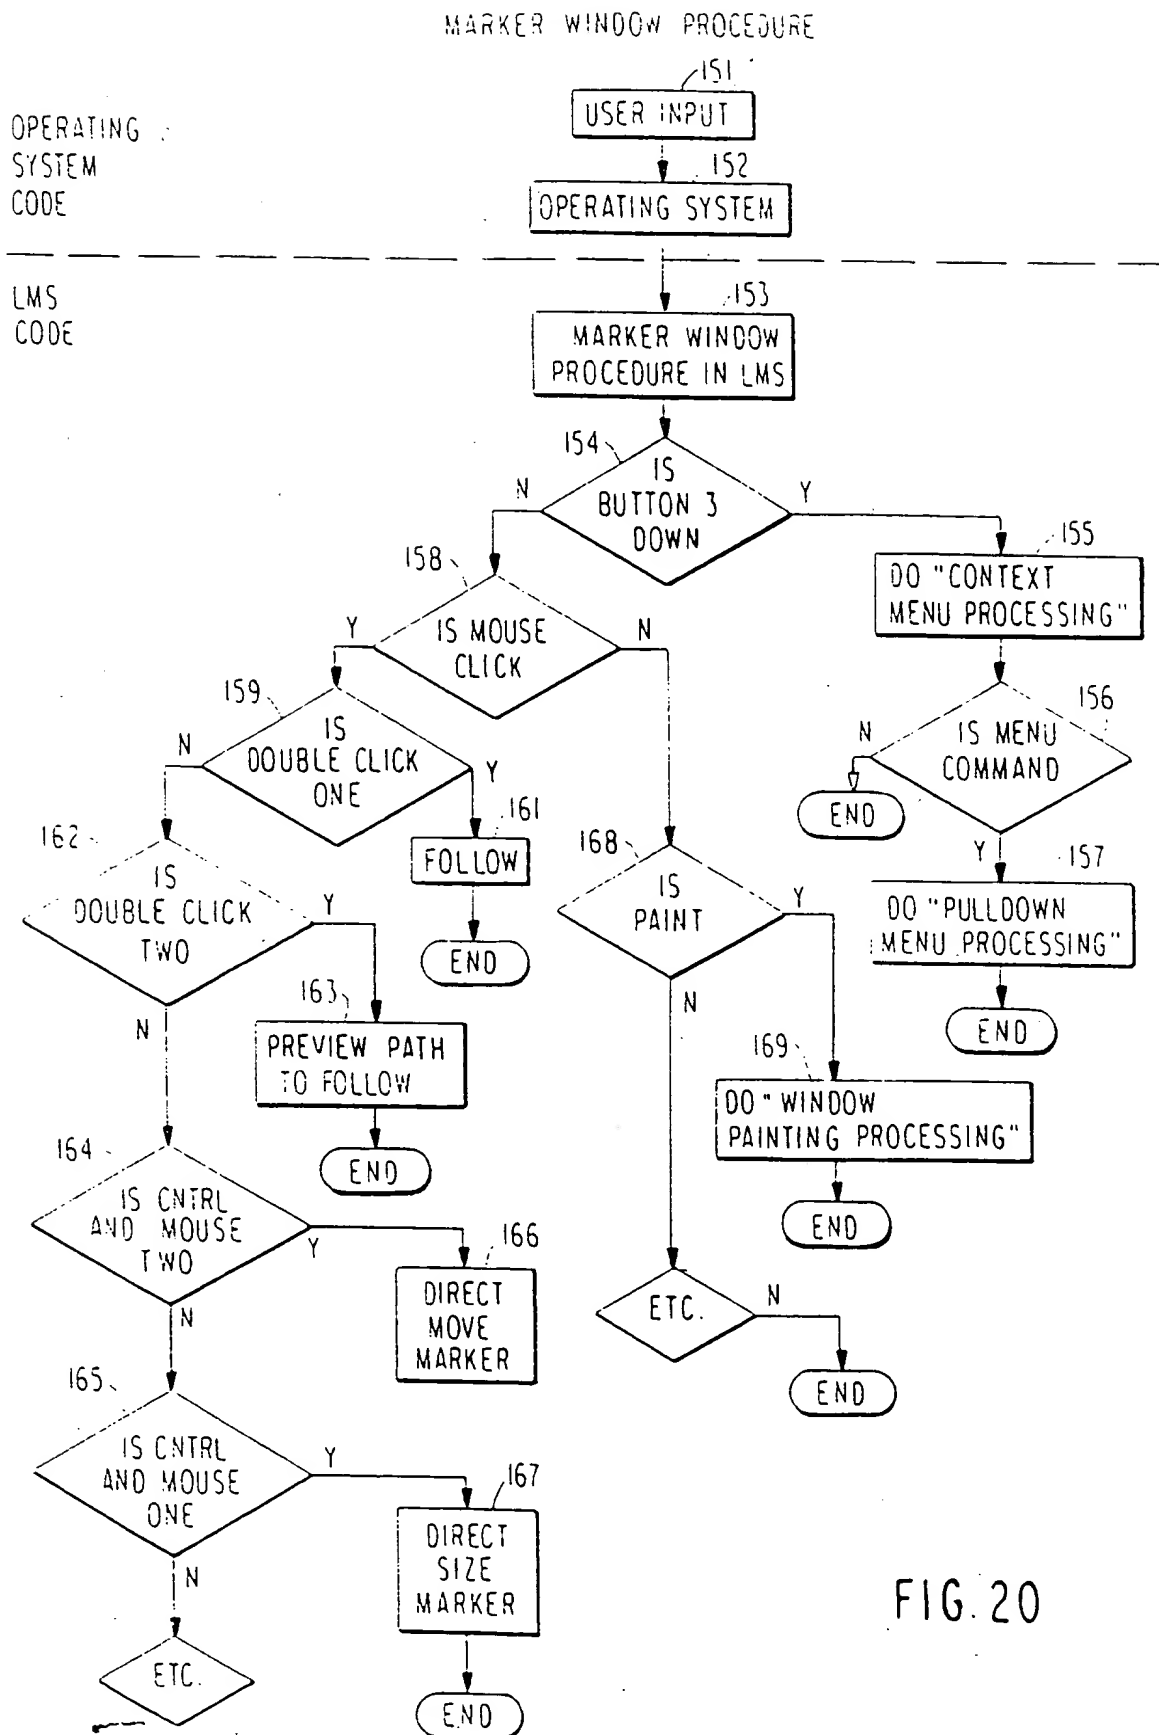 MARKER WINDOW PROCEDURE
151
USER INPUT
OPERATING
SYSTEM
CODE
152
OPERATING SYSTEM
LMS
CODE
153
MARKER WINDOW
PROCEDURE IN LMS
154
IS
BUTTON 3
DOWN
N
Y
155
DO "CONTEXT
MENU PROCESSING"
158
IS MOUSE
CLICK
Y
N
156
IS MENU
COMMAND
N
END
Y
159
IS
DOUBLE CLICK
ONE
N
Y
161
FOLLOW
END
157
DO "PULLDOWN
MENU PROCESSING"
END
162
IS
DOUBLE CLICK
TWO
Y
N
163
PREVIEW PATH
TO FOLLOW
END
168
IS
PAINT
Y
N
169
DO "WINDOW
PAINTING PROCESSING"
END
164
IS CNTRL
AND MOUSE
TWO
Y
N
166
DIRECT
MOVE
MARKER
ETC.
N
END
165
IS CNTRL
AND MOUSE
ONE
Y
N
167
DIRECT
SIZE
MARKER
END
ETC.
FIG. 20